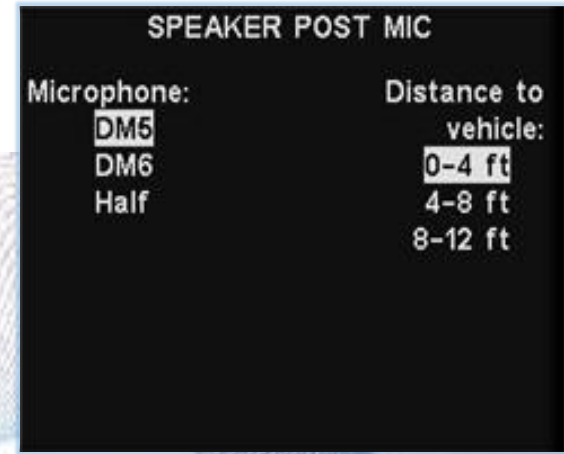 SPEAKER POST MIC
Microphone:
DM5
DM6
Half
Distance to
vehicle:
0-4 ft
4-8 ft
8-12 ft